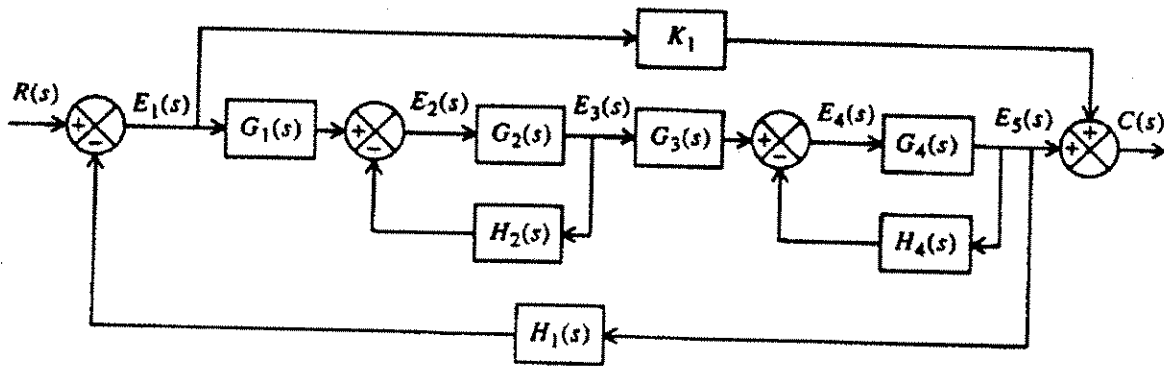 K₁
R(s) E₁(s) G₁(s) E₂(s) G₂(s) E₃(s) G₃(s) E₄(s) G₄(s) E₅(s) C(s)
+ − + − + − + +
H₂(s) H₄(s)
H₁(s)